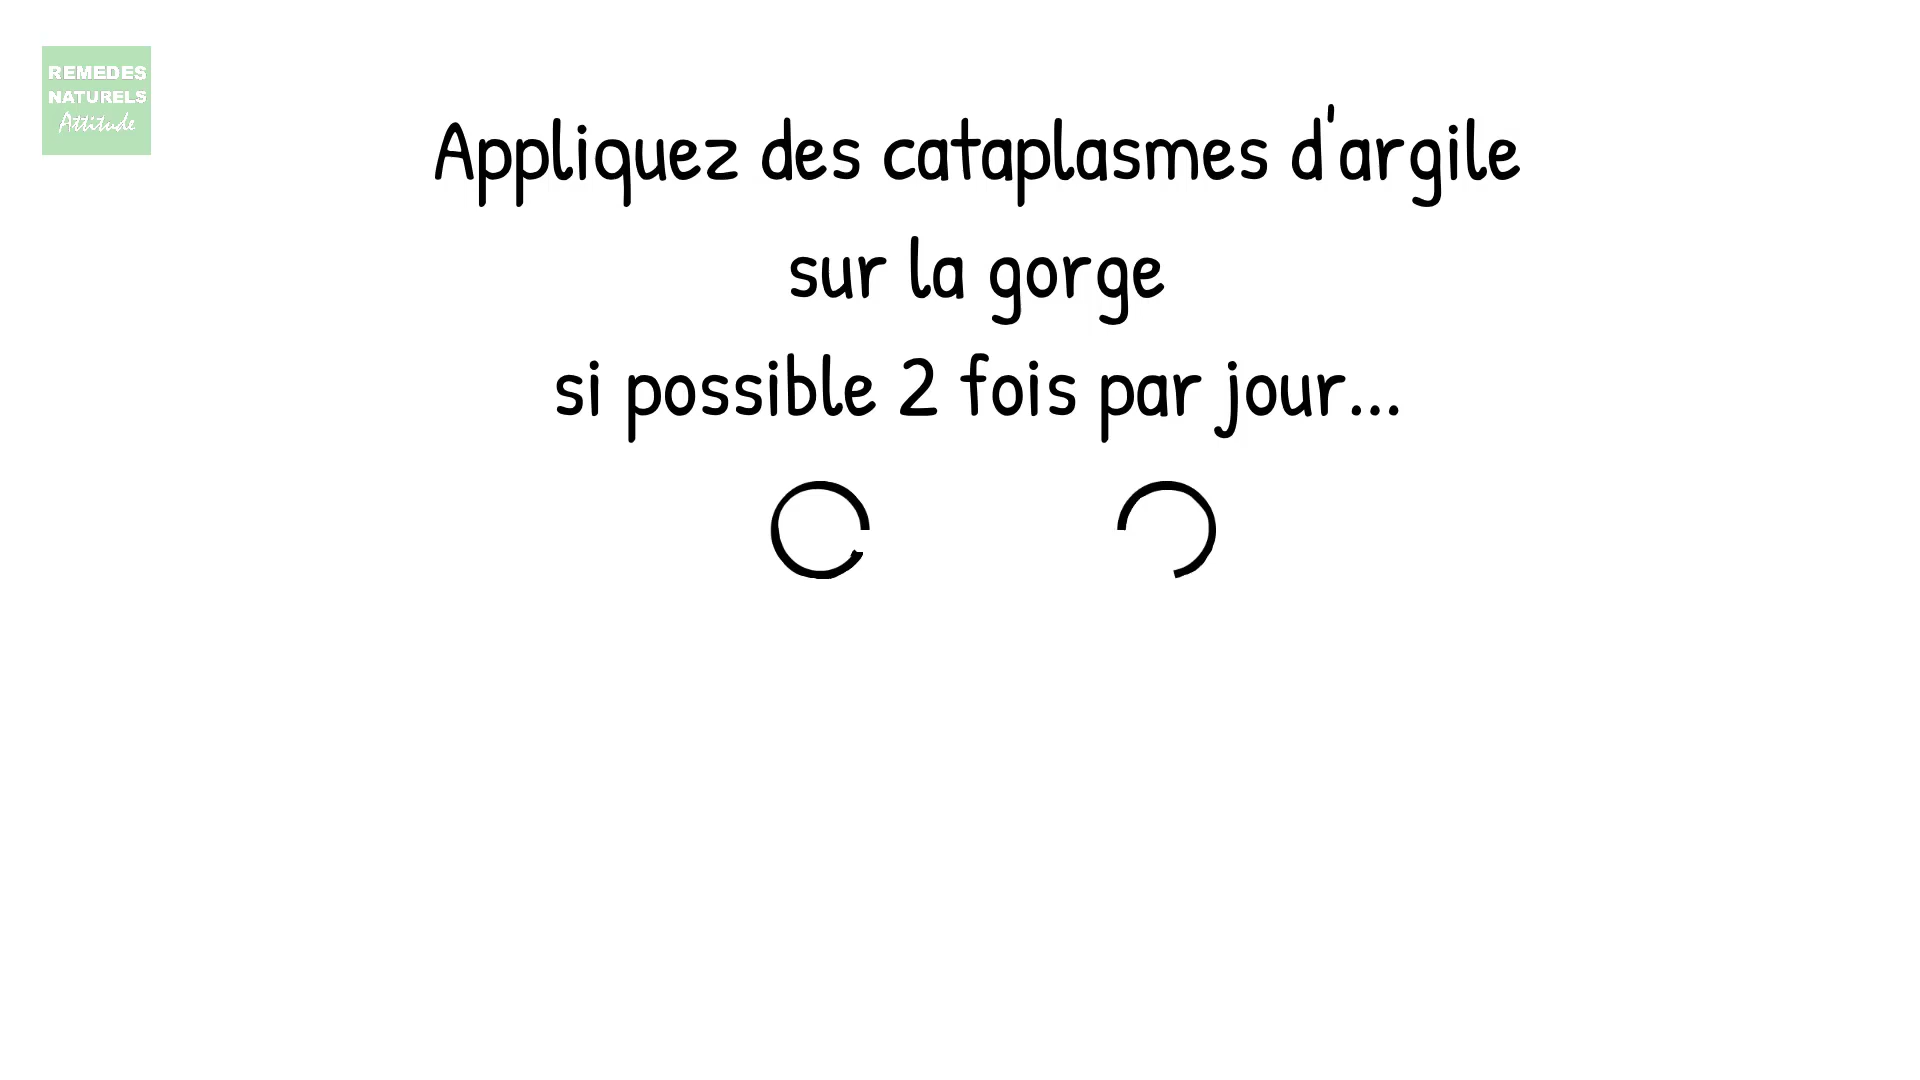 REMEDES
NATURELS
Attitude
Appliquez des cataplasmes d'argile
sur la gorge
si possible 2 fois par jour...